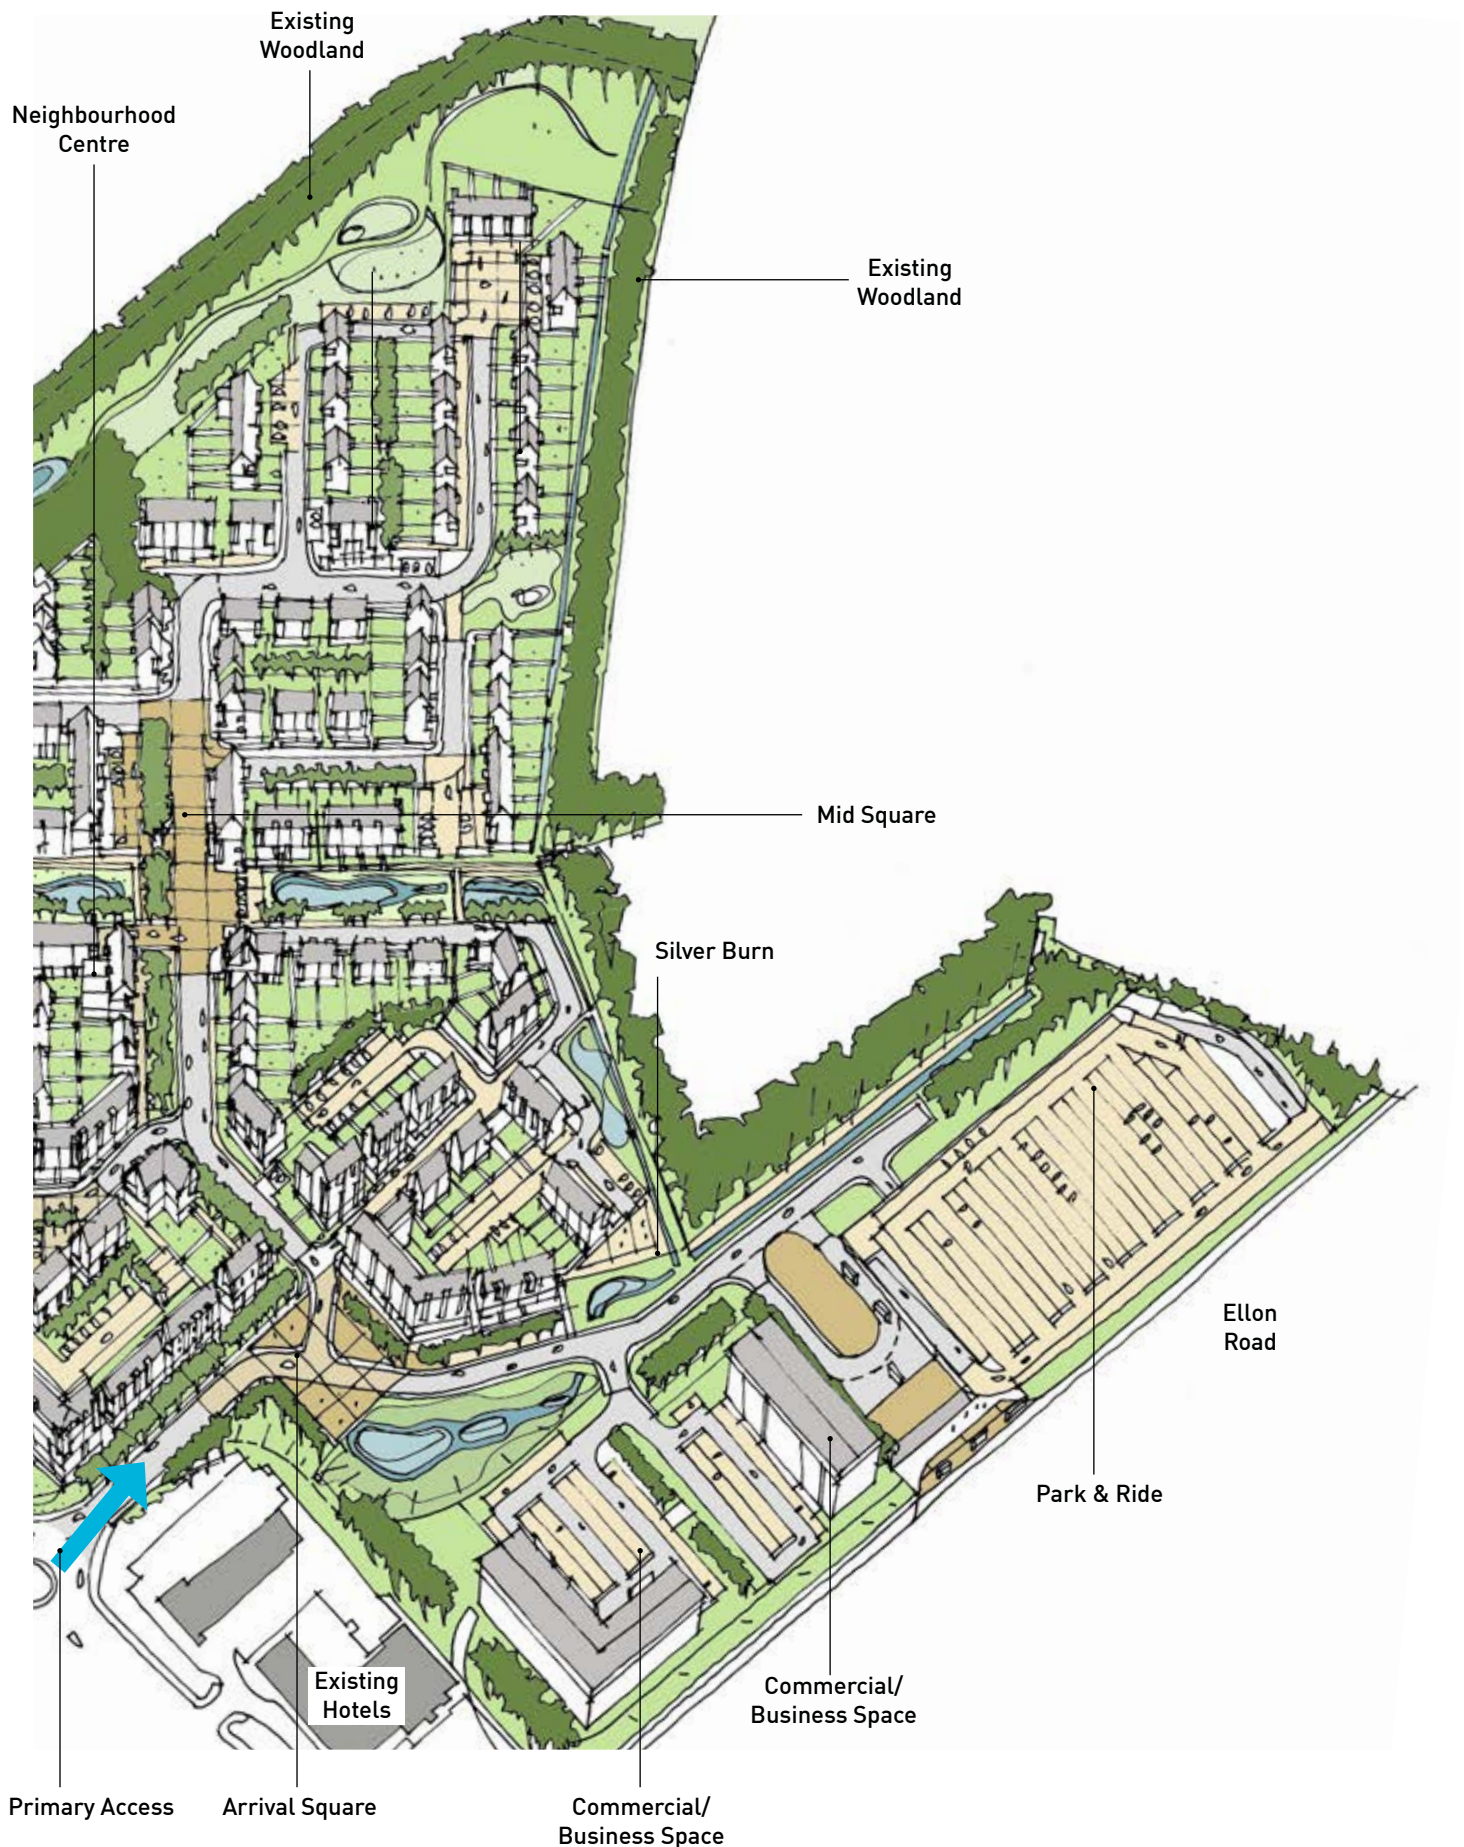 Existing
Woodland
Neighbourhood
Centre
Existing
Woodland
Mid Square
Silver Burn
Ellon
Road
Park & Ride
Existing
Hotels
Commercial/
Business Space
Primary Access
Arrival Square
Commercial/
Business Space